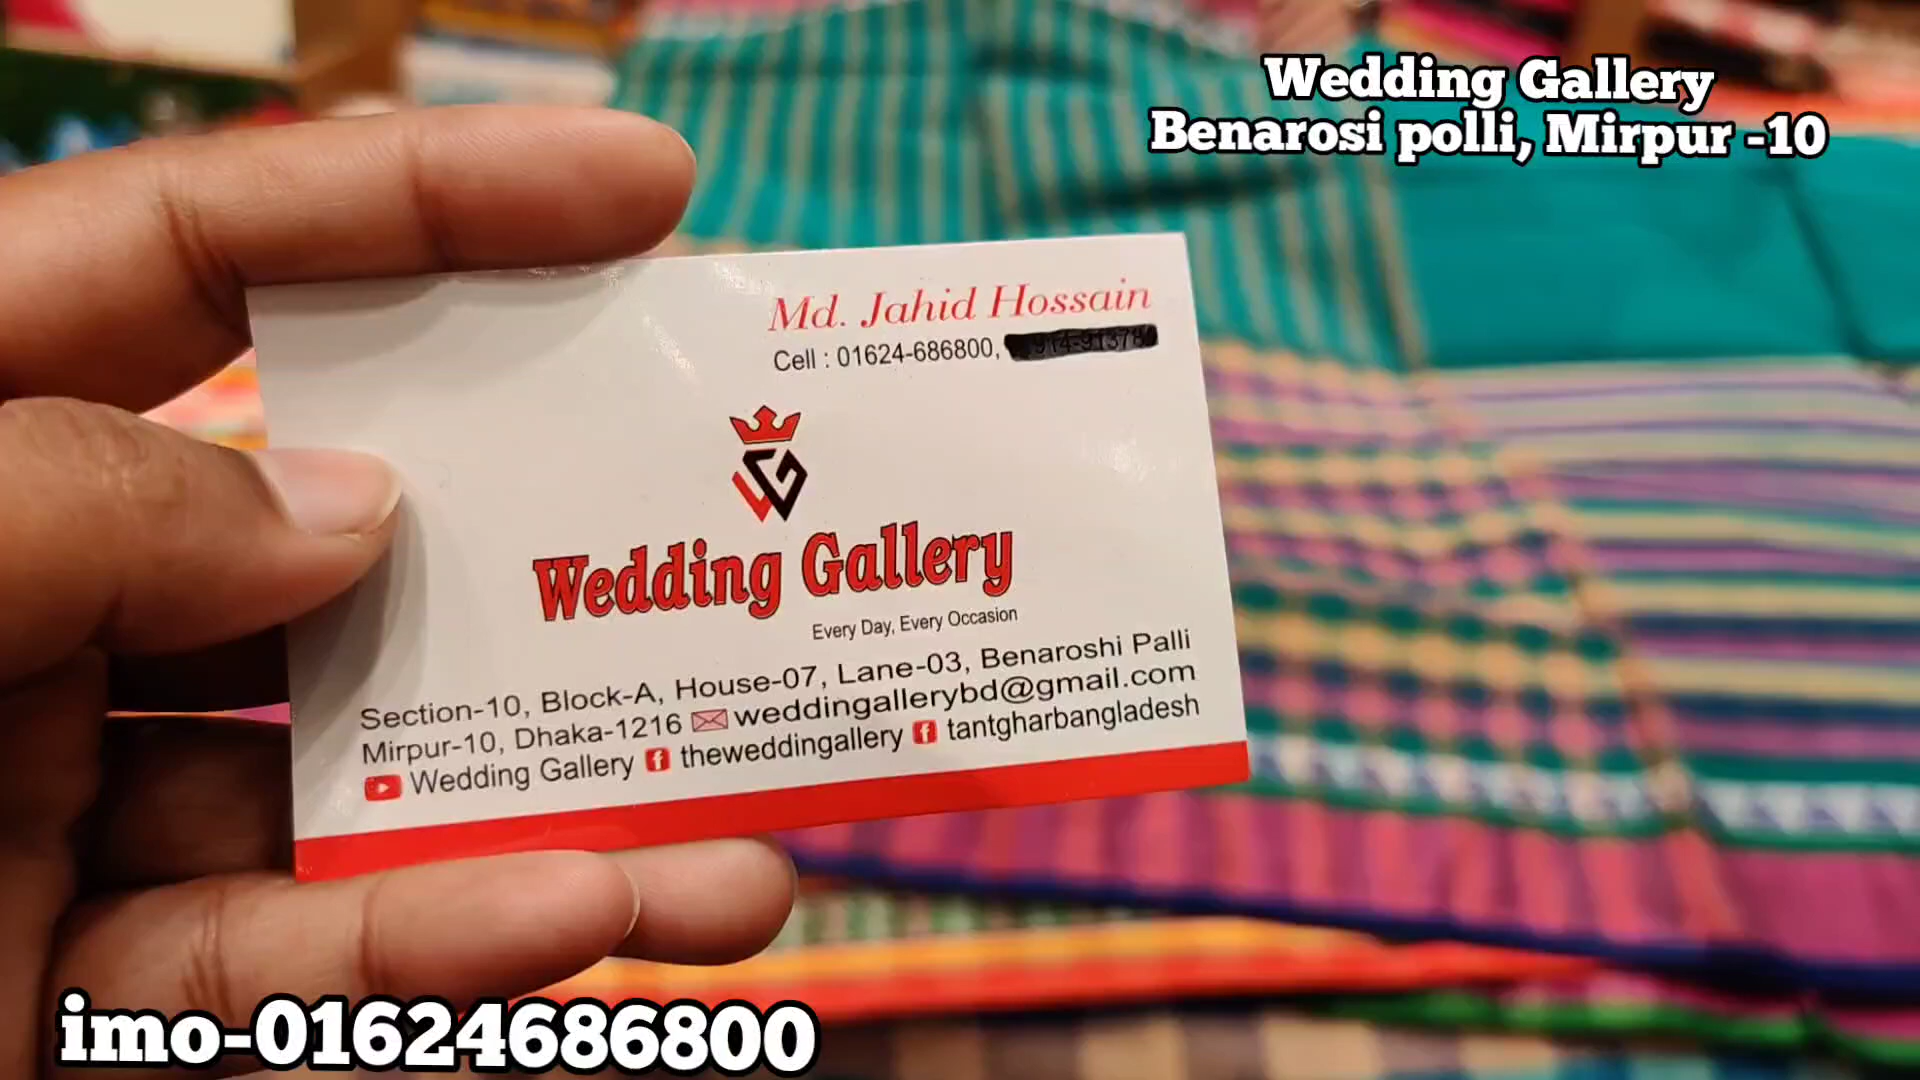 Wedding Gallery
Benarosi polli, Mirpur -10
Md. Jahid Hossain
Cell : 01624-686800,
WG
Wedding Gallery
Every Day, Every Occasion
Section-10, Block-A, House-07, Lane-03, Benaroshi Palli
Mirpur-10, Dhaka-1216 weddingallerybd@gmail.com
Wedding Gallery f theweddingallery f tantgharbangladesh
imo-01624686800